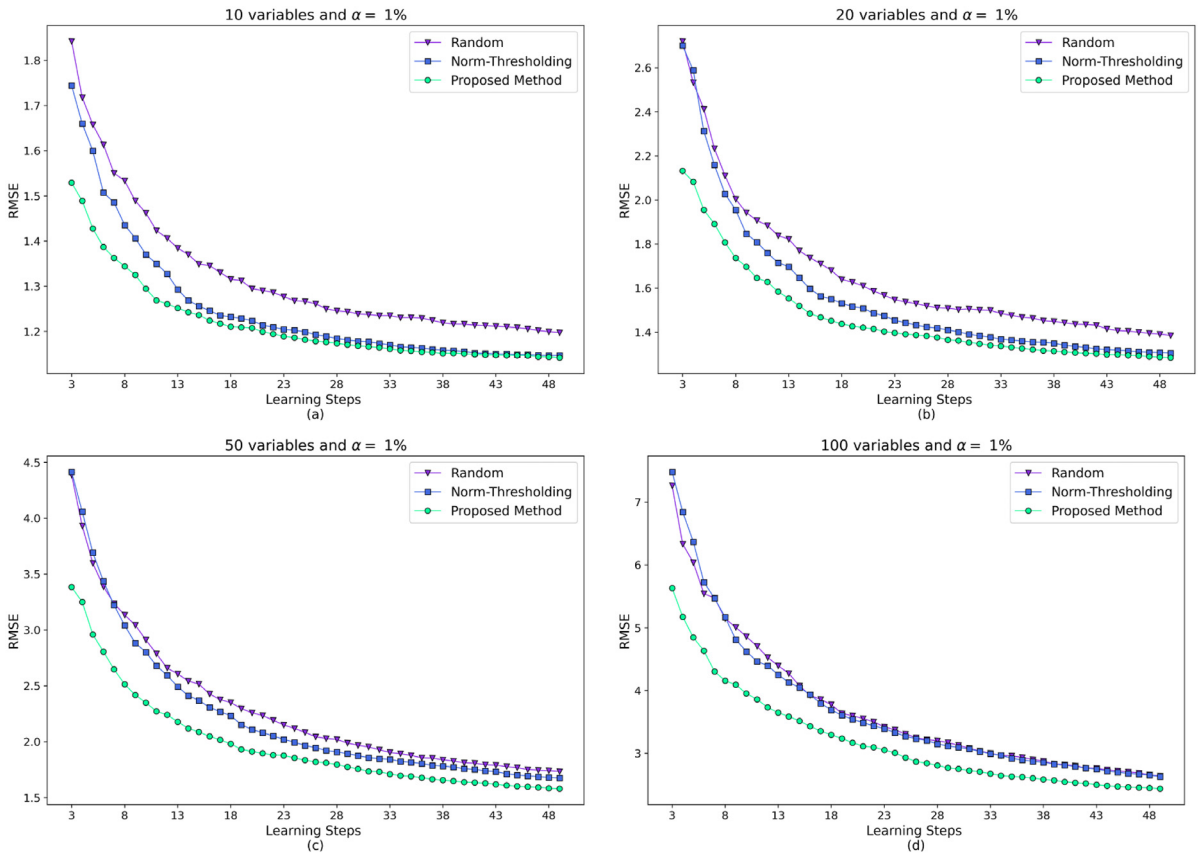 10 variables and α = 1%
RMSE
1.8
1.7
1.6
1.5
1.4
1.3
1.2
Random
Norm-Thresholding
Proposed Method
3 8 13 18 23 28 33 38 43 48
Learning Steps
(a)
20 variables and α = 1%
RMSE
2.6
2.4
2.2
2.0
1.8
1.6
1.4
Random
Norm-Thresholding
Proposed Method
3 8 13 18 23 28 33 38 43 48
Learning Steps
(b)
50 variables and α = 1%
RMSE
4.5
4.0
3.5
3.0
2.5
2.0
1.5
Random
Norm-Thresholding
Proposed Method
3 8 13 18 23 28 33 38 43 48
Learning Steps
(c)
100 variables and α = 1%
RMSE
7
6
5
4
3
Random
Norm-Thresholding
Proposed Method
3 8 13 18 23 28 33 38 43 48
Learning Steps
(d)